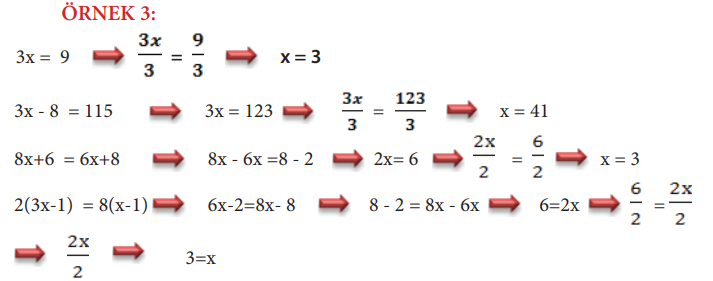 ÖRNEK 3:
3x = 9 ➡ 3x/3 = 9/3 ➡ x = 3
3x - 8 = 115 ➡ 3x = 123 ➡ 3x/3 = 123/3 ➡ x = 41
8x+6 = 6x+8 ➡ 8x - 6x =8 - 2 ➡ 2x= 6 ➡ 2x/2 = 6/2 ➡ x = 3
2(3x-1) = 8(x-1) ➡ 6x-2=8x- 8 ➡ 8 - 2 = 8x - 6x ➡ 6=2x ➡ 6/2 = 2x/2
➡ 2x/2 ➡ 3=x